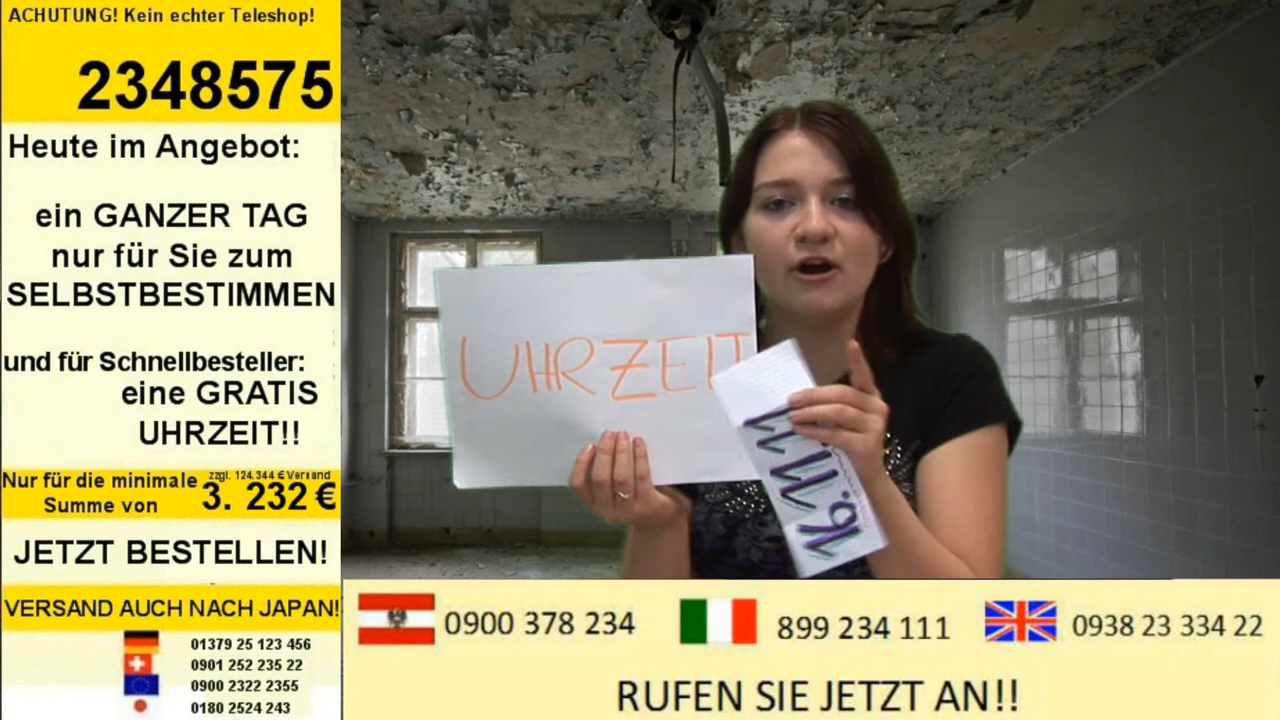 ACHUTUNG! Kein echter Teleshop!
2348575
Heute im Angebot:
ein GANZER TAG
nur für Sie zum
SELBSTBESTIMMEN
und für Schnellbesteller:
eine GRATIS
UHRZEIT!!
Nur für die minimale
zzgl. 124.344 € Versand
Summe von
3. 232 €
JETZT BESTELLEN!
VERSAND AUCH NACH JAPAN!
01379 25 123 456
0901 252 235 22
0900 2322 2355
0180 2524 243
UHRZEIT
0900 378 234
899 234 111
0938 23 334 22
RUFEN SIE JETZT AN!!